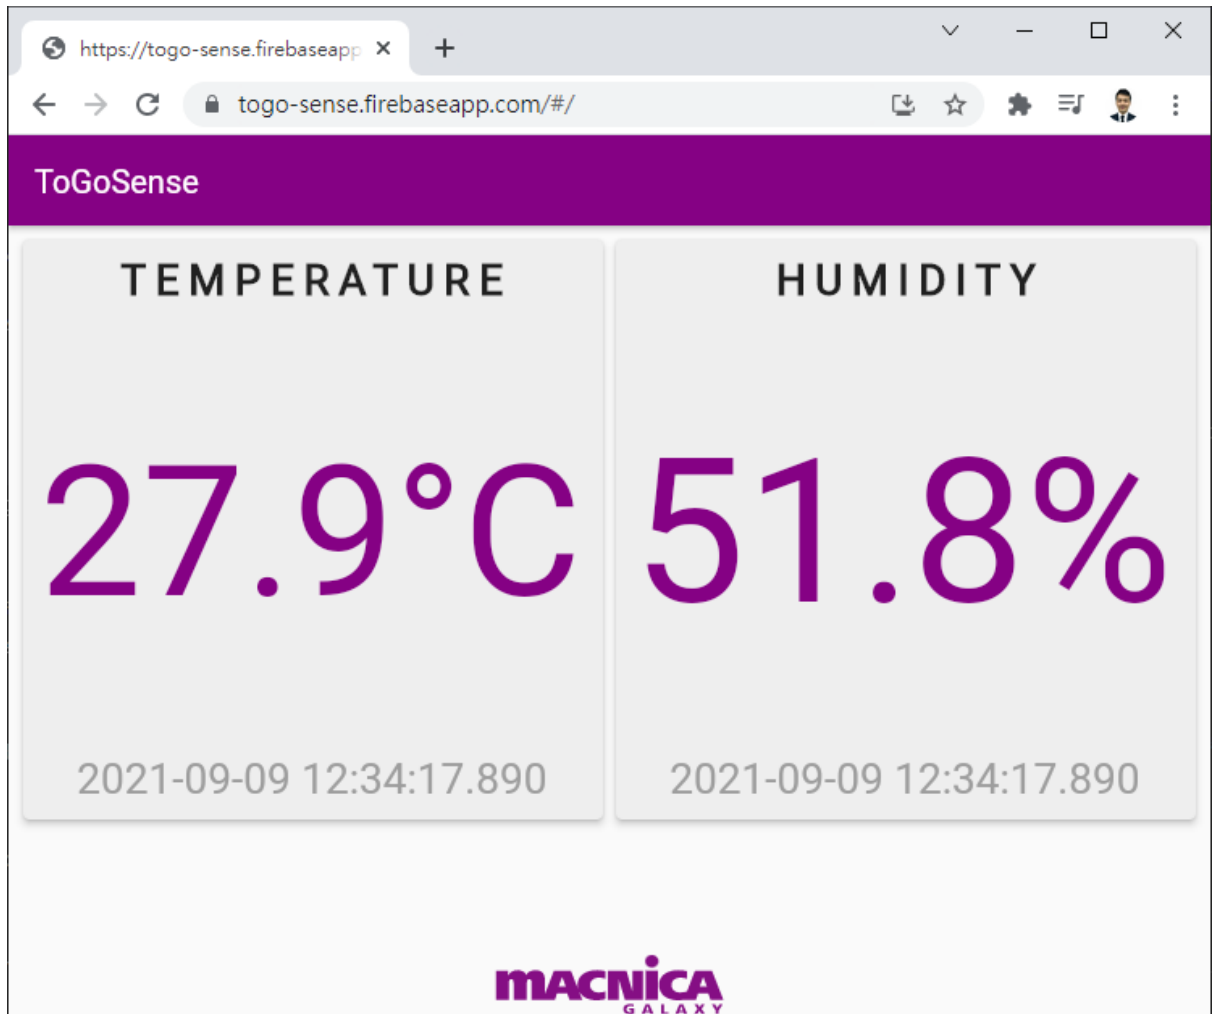 https://togo-sense.firebaseapp
togo-sense.firebaseapp.com/#/
ToGoSense
TEMPERATURE
27.9°C
2021-09-09 12:34:17.890
HUMIDITY
51.8%
2021-09-09 12:34:17.890
MACNICA
GALAXY